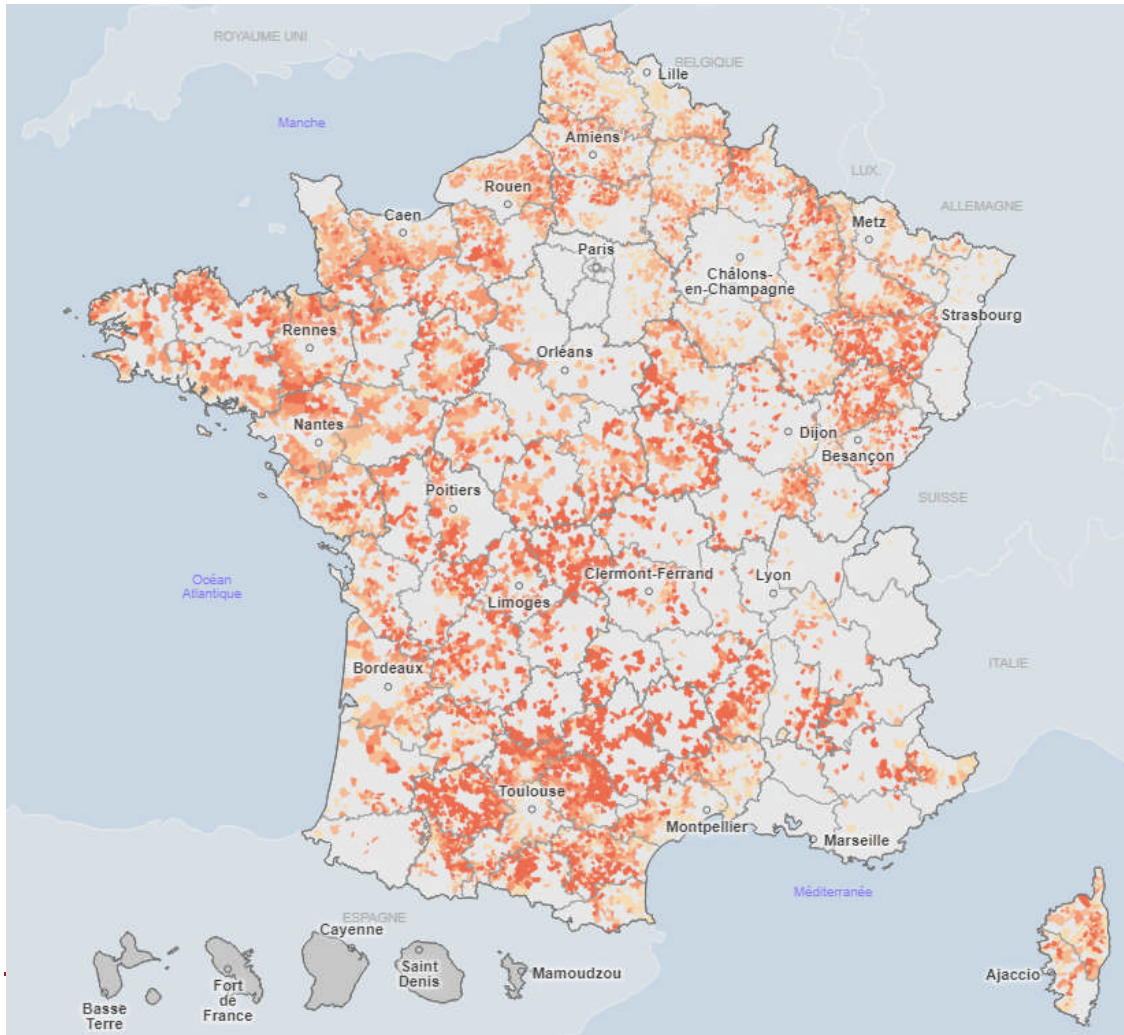 ROYAUME UNI
BELGIQUE
Lille
Manche
Amiens
LUX.
Rouen
ALLEMAGNE
Caen
Metz
Paris
Châlons-
en-Champagne
Strasbourg
Rennes
Orléans
Nantes
Dijon
Besançon
Poitiers
SUISSE
Océan
Atlantique
Clermont-Ferrand
Lyon
Limoges
ITALIE
Bordeaux
Toulouse
Montpellier
Marseille
Méditerranée
ESPAGNE
Cayenne
Saint
Denis
Mamoudzou
Ajaccio
Fort
de
France
Basse
Terre